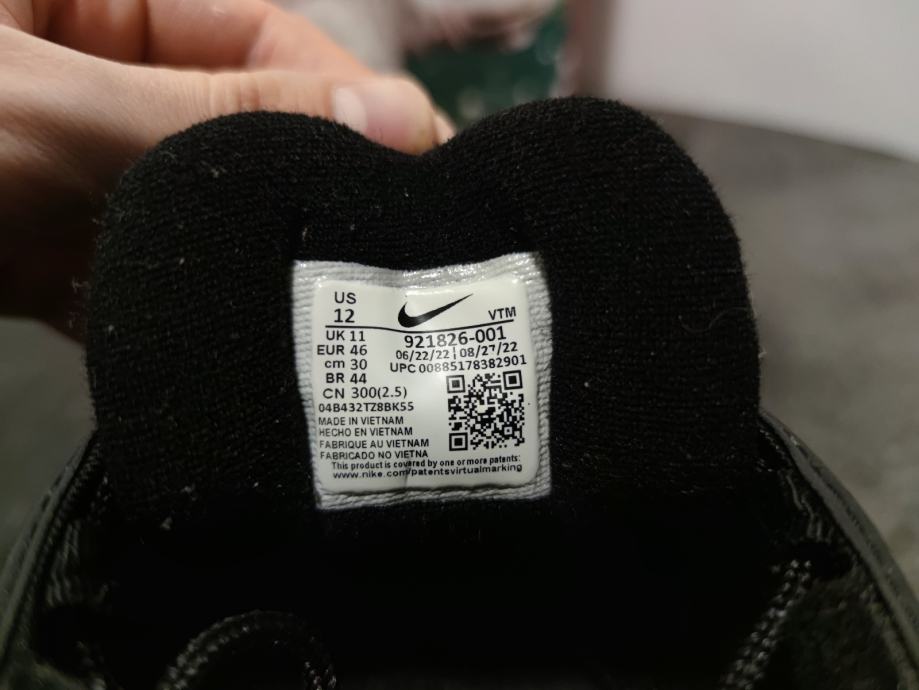 US
12
VTM
UK 11
EUR 46
cm 30
BR 44
CN 300(2.5)
921826-001
06/22/22 | 08/27/22
UPC 00885178382901
04B432TZ8BK55
MADE IN VIETNAM
HECHO EN VIETNAM
FABRIQUE AU VIETNAM
FABRICADO NO VIETNA
This product is covered by one or more patents:
www.nike.com/patentsvirtualmarking